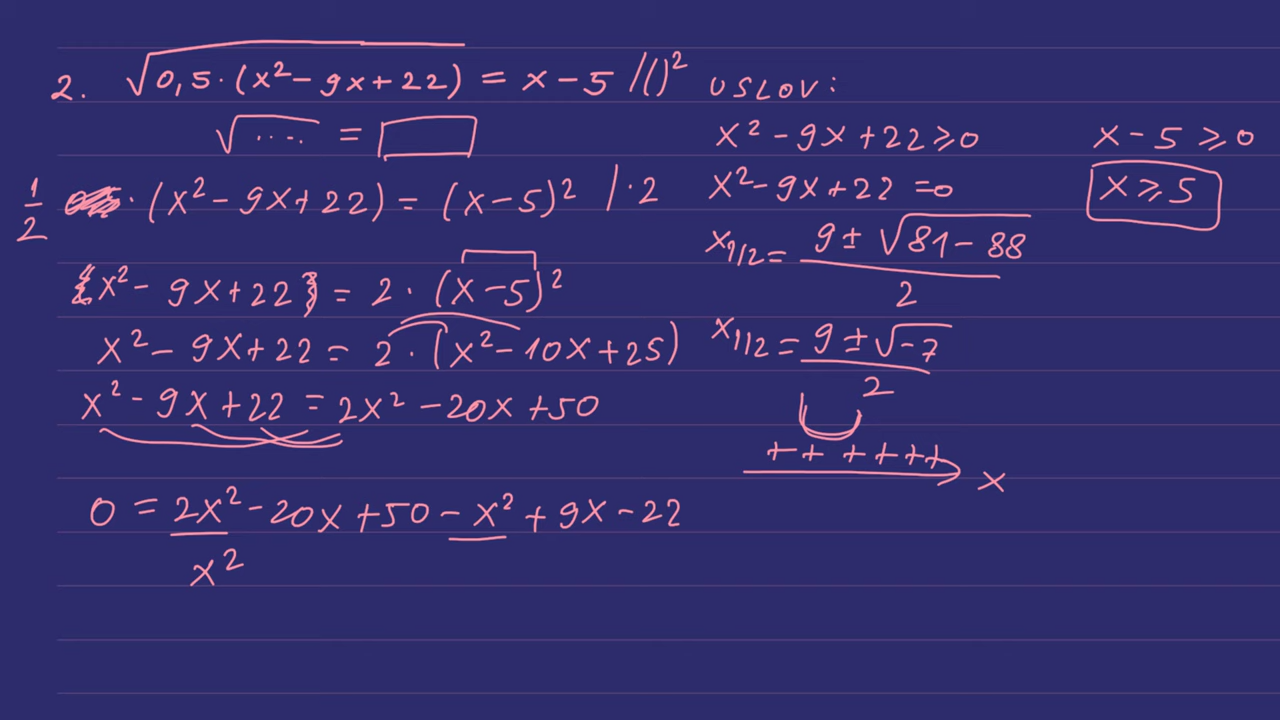 2. √(0,5·(x²-9x+22)) = x-5 //()²
√.... = □
1/2 · (x²-9x+22) = (x-5)² /·2
{x²-9x+22} = 2·(x-5)²
x²-9x+22 = 2·(x²-10x+25)
x²-9x+22 = 2x²-20x+50
0 = 2x²-20x+50-x²+9x-22
x²
USLOV:
x²-9x+22≥0
x²-9x+22=0
x1/2 = (9±√(81-88))/2
x1/2 = (9±√-7)/2
++ ++++
x
x-5≥0
x≥5